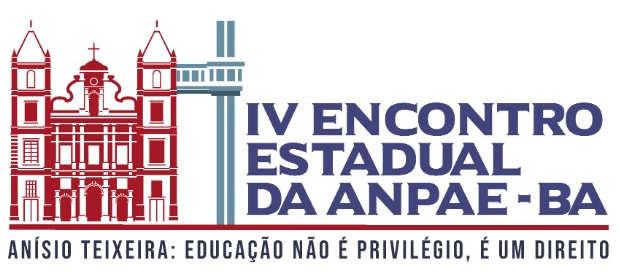 IV ENCONTRO
ESTADUAL
DA ANPAE - BA
ANÍSIO TEIXEIRA: EDUCAÇÃO NÃO É PRIVILÉGIO, É UM DIREITO